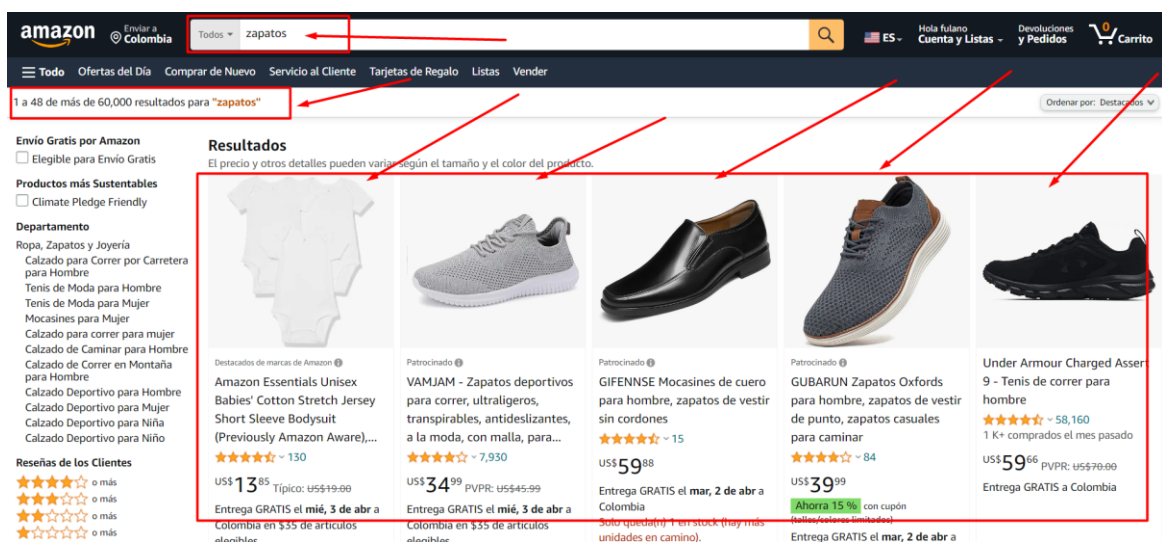 amazon
Enviar a
Colombia
Todos
zapatos
ES
Hola fulano
Cuenta y Listas
Devoluciones
y Pedidos
0
Carrito
Todo Ofertas del Día Comprar de Nuevo Servicio al Cliente Tarjetas de Regalo Listas Vender
1 a 48 de más de 60,000 resultados para "zapatos"
Ordenar por: Destacados
Envío Gratis por Amazon
Elegible para Envío Gratis
Productos más Sustentables
Climate Pledge Friendly
Departamento
Ropa, Zapatos y Joyería
Calzado para Correr por Carretera
para Hombre
Tenis de Moda para Hombre
Tenis de Moda para Mujer
Mocasines para Mujer
Calzado para correr para mujer
Calzado de Caminar para Hombre
Calzado de Correr en Montaña
para Hombre
Calzado Deportivo para Hombre
Calzado Deportivo para Mujer
Calzado Deportivo para Niña
Calzado Deportivo para Niño
Reseñas de los Clientes
o más
o más
o más
o más
Resultados
El precio y otros detalles pueden variar según el tamaño y el color del producto.
Destacados de marcas de Amazon
Amazon Essentials Unisex
Babies' Cotton Stretch Jersey
Short Sleeve Bodysuit
(Previously Amazon Aware),...
130
US$13 85 Típico: US$19.00
Entrega GRATIS el mié, 3 de abr a
Colombia en $35 de artículos
elegibles
Patrocinado
VAMJAM - Zapatos deportivos
para correr, ultraligeros,
transpirables, antideslizantes,
a la moda, con malla, para...
7,930
US$34 99 PVPR: US$45.99
Entrega GRATIS el mié, 3 de abr a
Colombia en $35 de artículos
elegibles
Patrocinado
GIFENNSE Mocasines de cuero
para hombre, zapatos de vestir
sin cordones
15
US$59 88
Entrega GRATIS el mar, 2 de abr a
Colombia
Solo queda(n) 1 en stock (hay más
unidades en camino).
Patrocinado
GUBARUN Zapatos Oxfords
para hombre, zapatos de vestir
de punto, zapatos casuales
para caminar
84
US$39 99
Ahorra 15 % con cupón
(tallas/colores limitados)
Entrega GRATIS el mar, 2 de abr a
Under Armour Charged Assert
9 - Tenis de correr para
hombre
58,160
1 K+ comprados el mes pasado
US$59 66 PVPR: US$70.00
Entrega GRATIS a Colombia